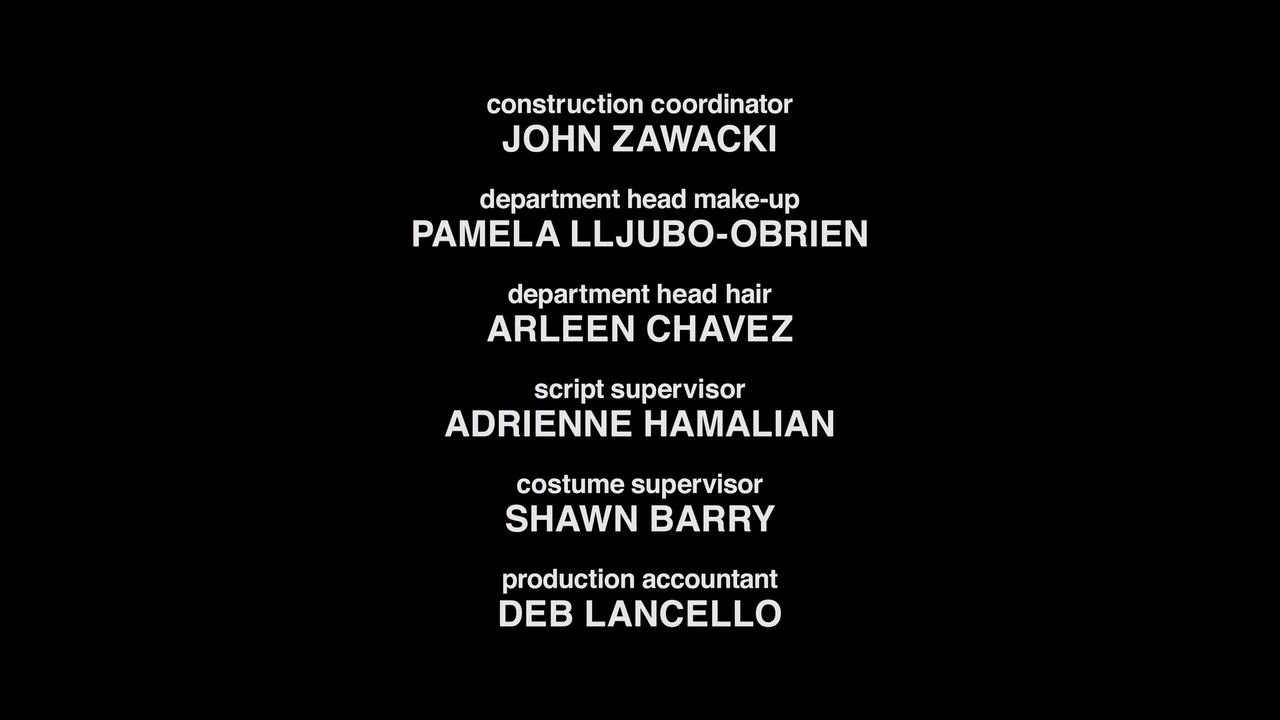 construction coordinator
JOHN ZAWACKI
department head make-up
PAMELA LLJUBO-OBRIEN
department head hair
ARLEEN CHAVEZ
script supervisor
ADRIENNE HAMALIAN
costume supervisor
SHAWN BARRY
production accountant
DEB LANCELLO